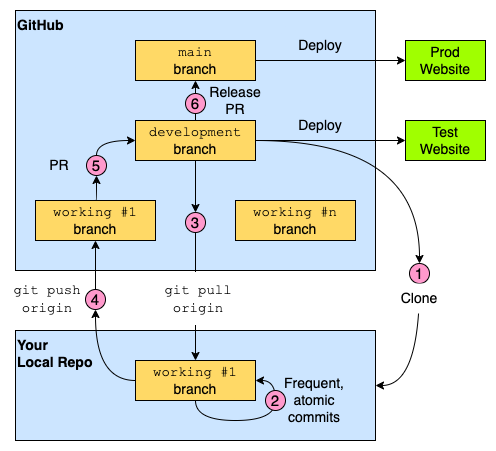 GitHub
main
branch
Deploy
Prod
Website
6
Release
PR
development
branch
Deploy
Test
Website
PR
5
working #1
branch
3
working #n
branch
1
Clone
git push
origin
4
git pull
origin
Your
Local Repo
working #1
branch
2
Frequent,
atomic
commits